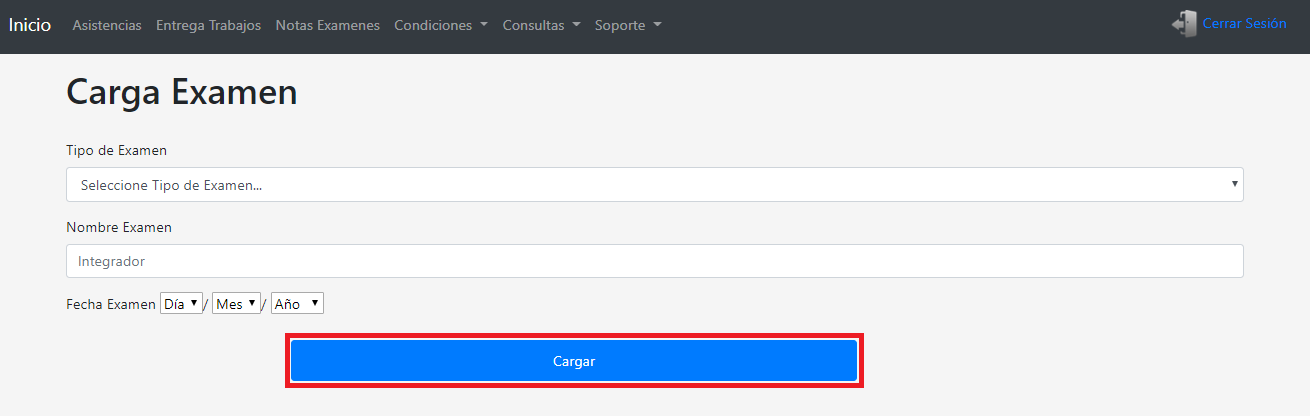 Inicio Asistencias Entrega Trabajos Notas Examenes Condiciones Consultas Soporte Cerrar Sesión
Carga Examen
Tipo de Examen
Seleccione Tipo de Examen...
Nombre Examen
Integrador
Fecha Examen Día / Mes / Año
Cargar